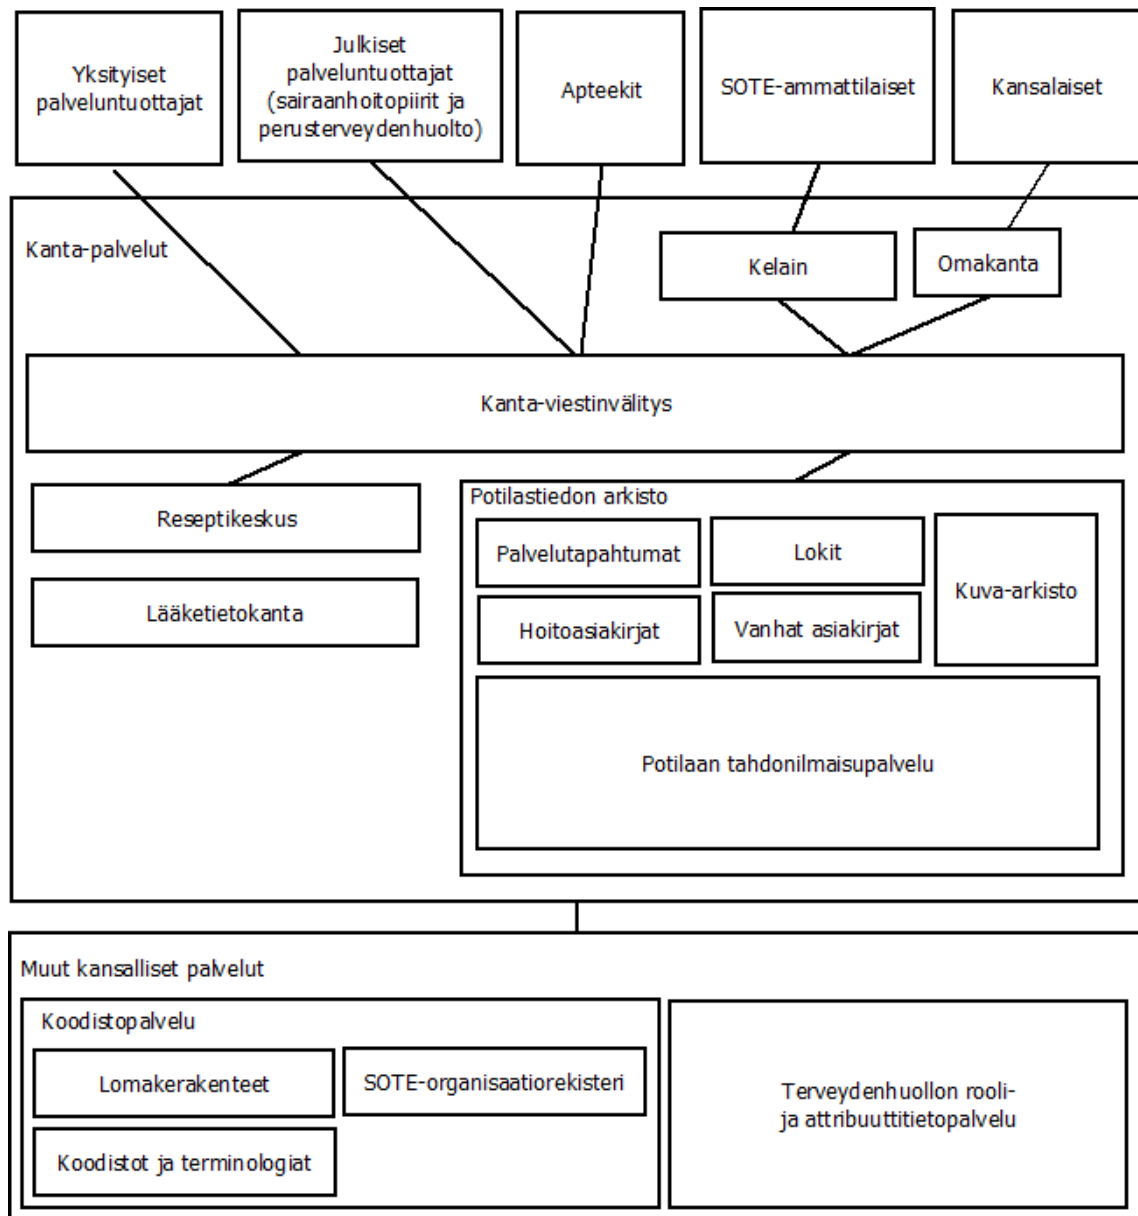 Yksityiset
palveluntuottajat
Julkiset
palveluntuottajat
(sairaanhoitopiirit ja
perusterveydenhuolto)
Apteekit
SOTE-ammattilaiset
Kansalaiset
Kanta-palvelut
Kelain
Omakanta
Kanta-viestinvälitys
Reseptikeskus
Lääketietokanta
Potilastiedon arkisto
Palvelutapahtumat
Lokit
Kuva-arkisto
Hoitoasiakirjat
Vanhat asiakirjat
Potilaan tahdonilmaisupalvelu
Muut kansalliset palvelut
Koodistopalvelu
Lomakerakenteet
SOTE-organisaatiorekisteri
Koodistot ja terminologiat
Terveydenhuollon rooli-
ja attribuuttitietopalvelu